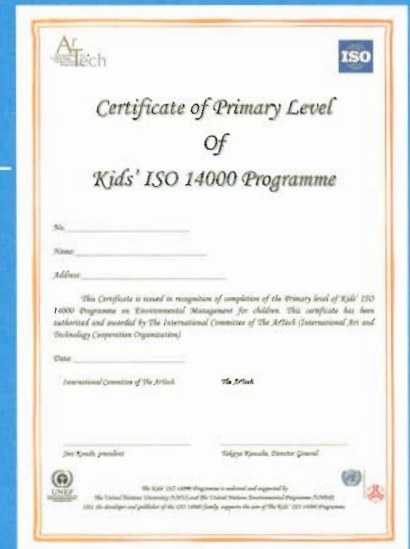 Ar
Tech
ISO
Certificate of Primary Level
Of
Kids' ISO 14000 Programme
No.
Name:
Address:
This Certificate is issued in recognition of completion of the Primary level of Kids' ISO
14000 Programme on Environmental Management for children. This certificate has been
authorized and awarded by The International Committee of The ArTech (International Art and
Technology Cooperation Organization)
Date:
International Committee of The ArTech
The ArTech
Jiro Kondo, president
Director General
UNEP
The Kids' ISO 14000 Programme is endorsed and supported by
The United Nations University (UNU) and The United Nations Environmental Programme (UNEP)
ISO, the developer and publisher of the ISO 14000 family, supports the aim of The Kids' ISO 14000 Programme.